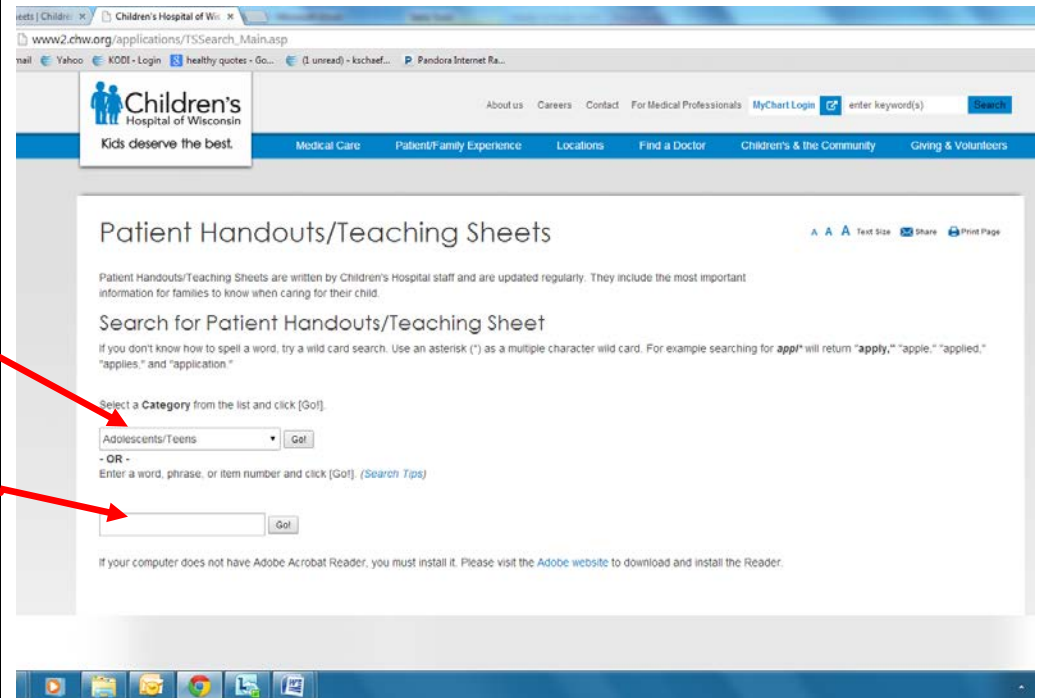 eets | Childre × Children's Hospital of Wis ×
www2.chw.org/applications/TSSearch_Main.asp
mail Yahoo KODI - Login healthy quotes - Go... (1 unread) - kschaef... Pandora Internet Ra...
Children's
Hospital of Wisconsin
Kids deserve the best.
About us Careers Contact For Medical Professionals MyChart Login enter keyword(s) Search
Medical Care Patient/Family Experience Locations Find a Doctor Children's & the Community Giving & Volunteers
Patient Handouts/Teaching Sheets
A A A Text Size Share Print Page
Patient Handouts/Teaching Sheets are written by Children's Hospital staff and are updated regularly. They include the most important
information for families to know when caring for their child.
Search for Patient Handouts/Teaching Sheet
If you don't know how to spell a word, try a wild card search. Use an asterisk (*) as a multiple character wild card. For example searching for appl* will return "apply," "apple," "applied,"
"applies," and "application."
Select a Category from the list and click [Go!].
Adolescents/Teens Go!
- OR -
Enter a word, phrase, or item number and click [Go!]. (Search Tips)
Go!
If your computer does not have Adobe Acrobat Reader, you must install it. Please visit the Adobe website to download and install the Reader.